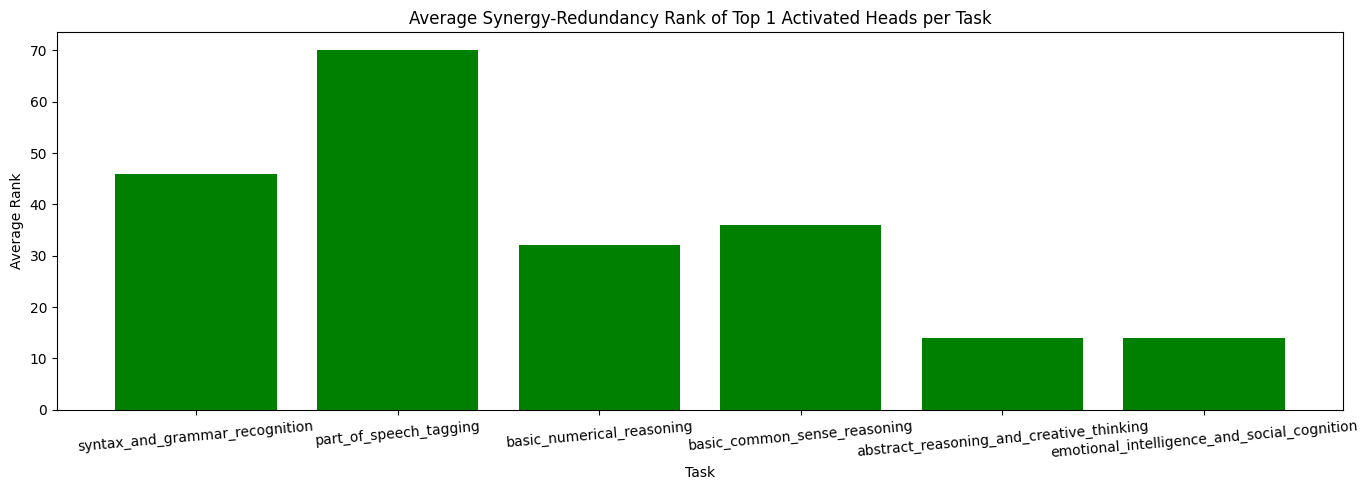 Average Synergy-Redundancy Rank of Top 1 Activated Heads per Task
Average Rank
70
60
50
40
30
20
10
0
syntax_and_grammar_recognition
part_of_speech_tagging
basic_numerical_reasoning
basic_common_sense_reasoning
abstract_reasoning_and_creative_thinking
emotional_intelligence_and_social_cognition
Task